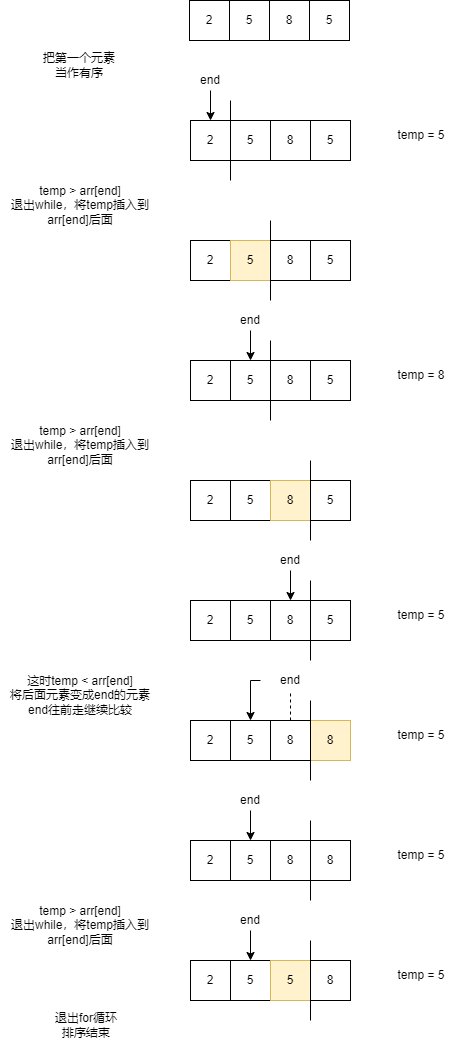 2 5 8 5
把第一个元素
当作有序
end
2 5 8 5
temp = 5
temp > arr[end]
退出while，将temp插入到
arr[end]后面
2 5 8 5
end
2 5 8 5
temp = 8
temp > arr[end]
退出while，将temp插入到
arr[end]后面
2 5 8 5
end
2 5 8 5
temp = 5
这时temp < arr[end]
将后面元素变成end的元素
end往前走继续比较
end
2 5 8 8
temp = 5
end
2 5 8 8
temp = 5
temp > arr[end]
退出while，将temp插入到
arr[end]后面
end
2 5 5 8
temp = 5
退出for循环
排序结束